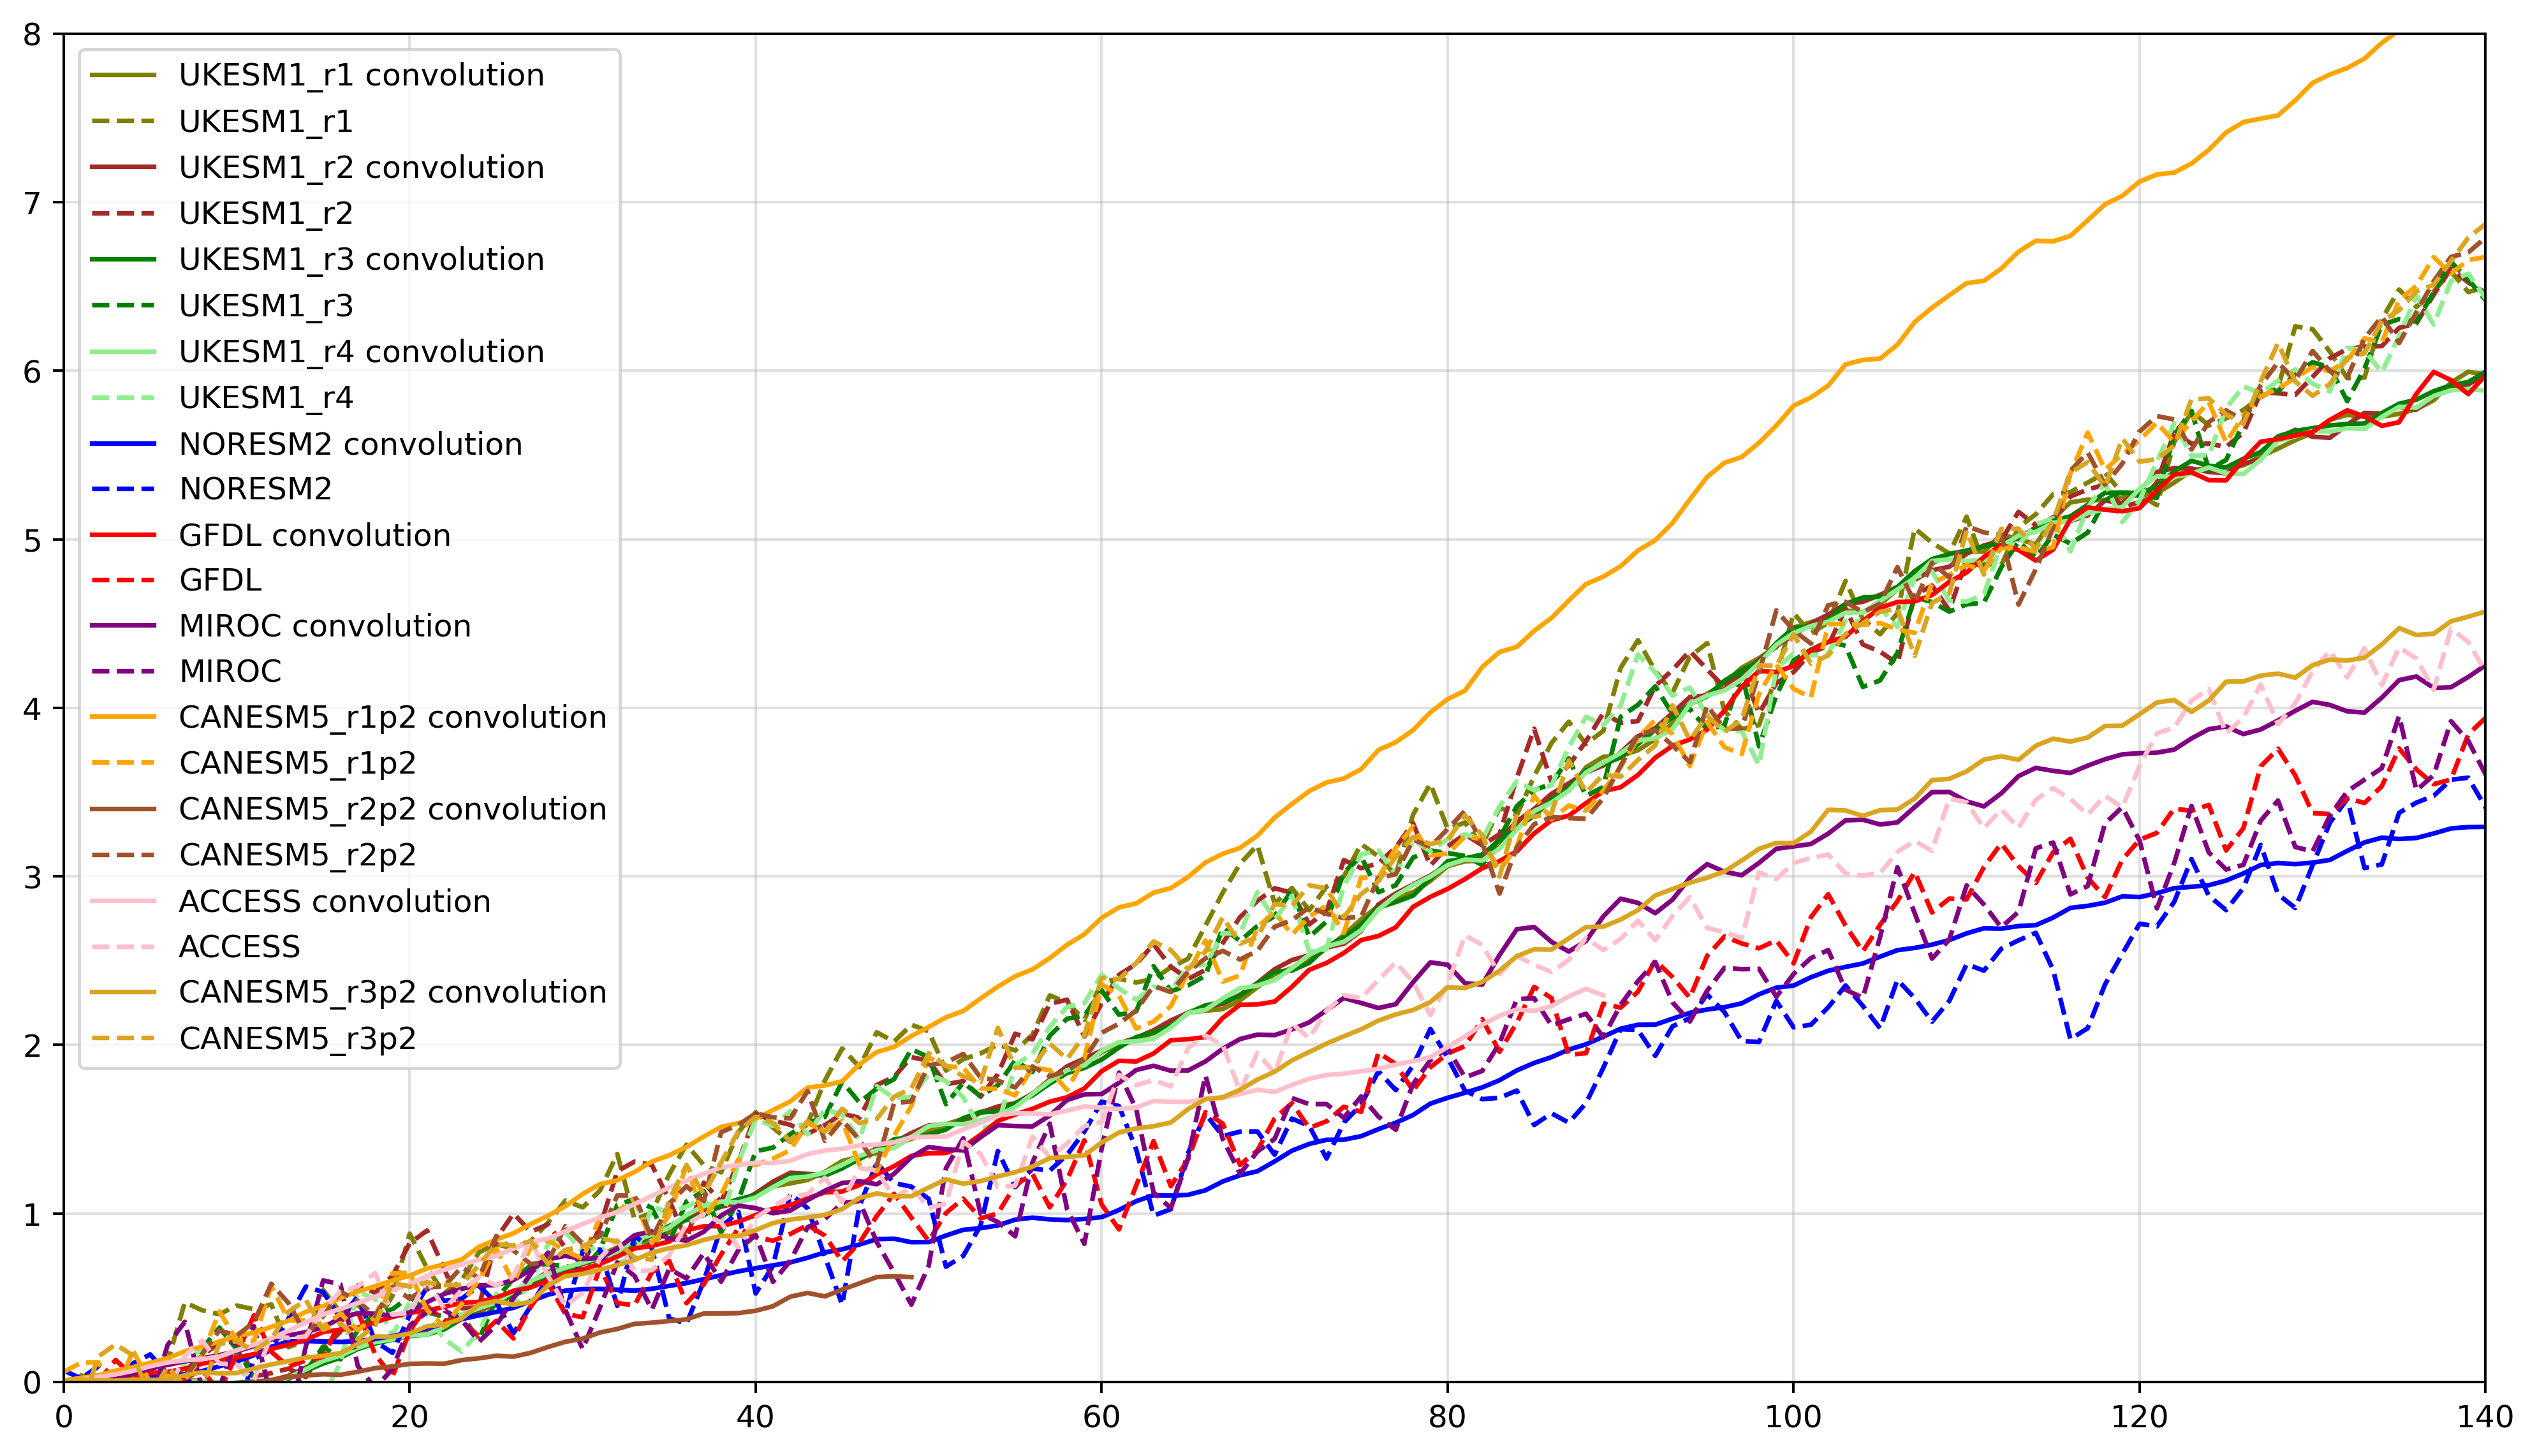 8
7
6
5
4
3
2
1
0
UKESM1_r1 convolution
UKESM1_r1
UKESM1_r2 convolution
UKESM1_r2
UKESM1_r3 convolution
UKESM1_r3
UKESM1_r4 convolution
UKESM1_r4
NORESM2 convolution
NORESM2
GFDL convolution
GFDL
MIROC convolution
MIROC
CANESM5_r1p2 convolution
CANESM5_r1p2
CANESM5_r2p2 convolution
CANESM5_r2p2
ACCESS convolution
ACCESS
CANESM5_r3p2 convolution
CANESM5_r3p2
0 20 40 60 80 100 120 140